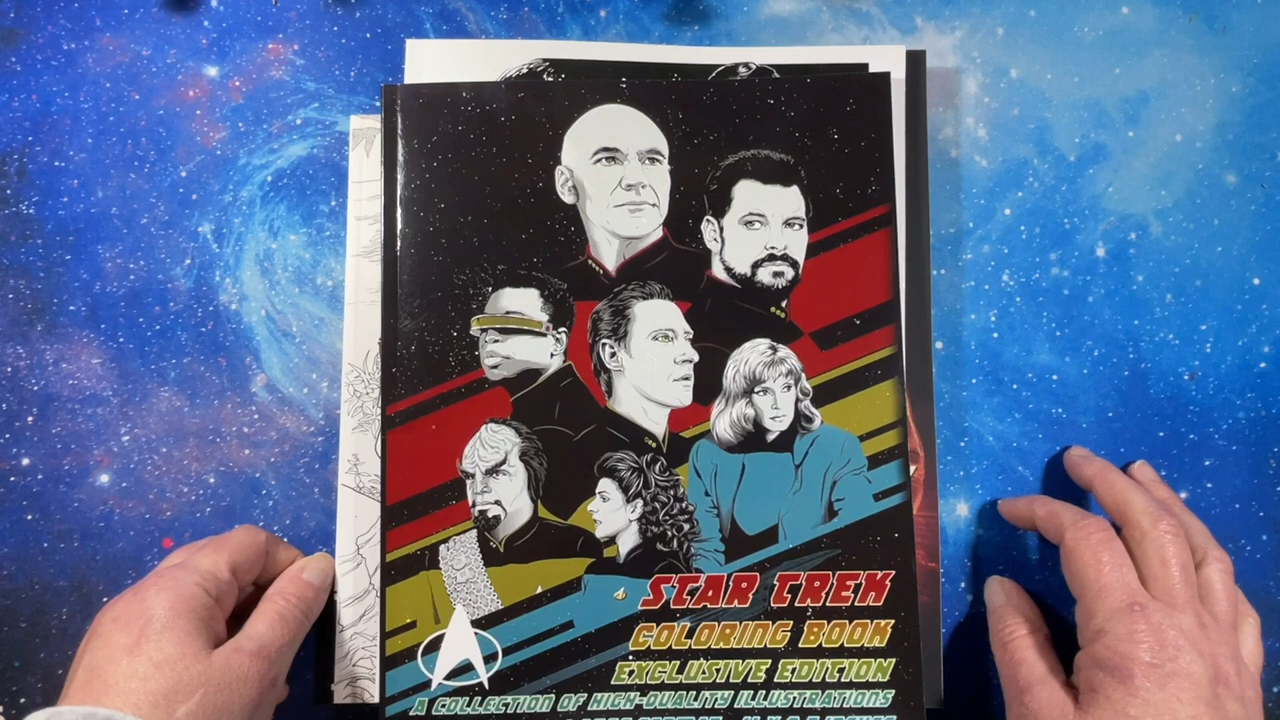 STAR TREK
COLORING BOOK
EXCLUSIVE EDITION
A COLLECTION OF HIGH-QUALITY ILLUSTRATIONS